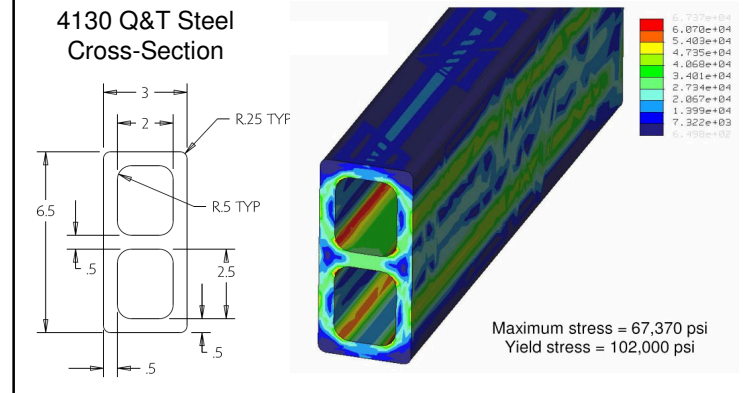 4130 Q&T Steel
Cross-Section
3
2
R.25 TYP
6.5
R.5 TYP
.5
2.5
.5
.5
6.737e+04
6.070e+04
5.403e+04
4.735e+04
4.068e+04
3.401e+04
2.734e+04
2.067e+04
1.399e+04
7.322e+03
6.498e+02
Maximum stress = 67,370 psi
Yield stress = 102,000 psi